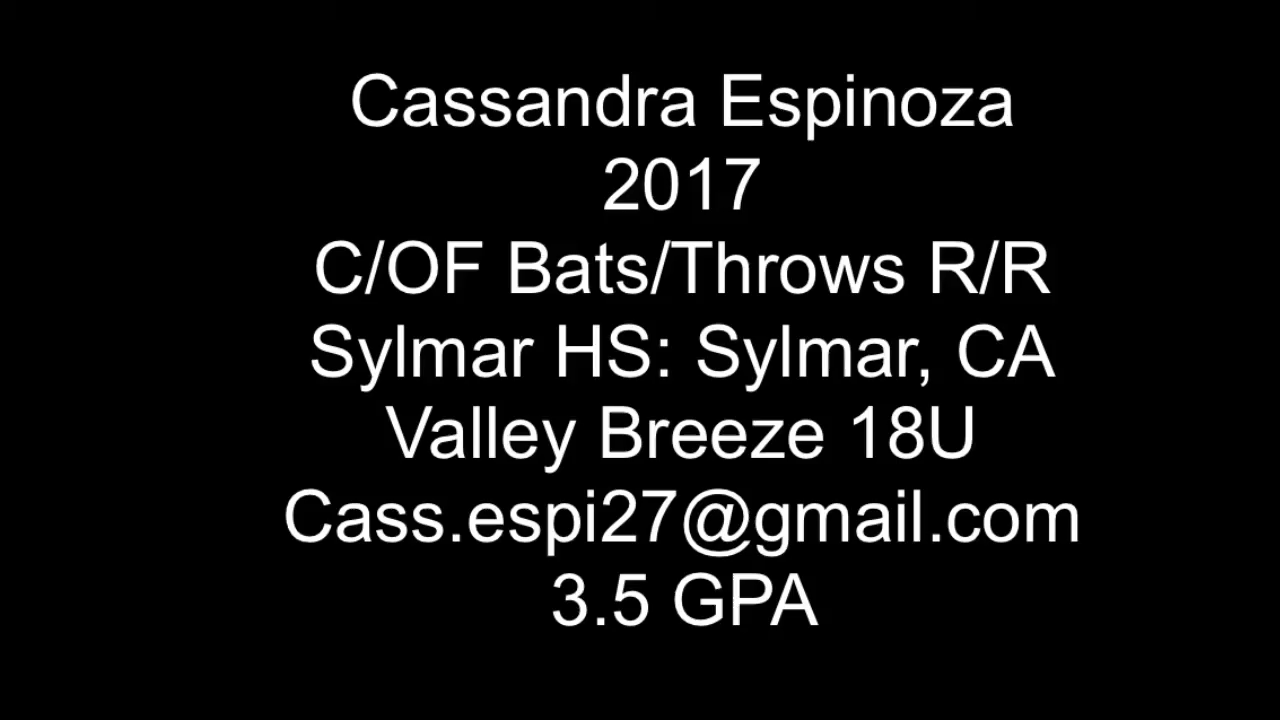 Cassandra Espinoza
2017
C/OF Bats/Throws R/R
Sylmar HS: Sylmar, CA
Valley Breeze 18U
Cass.espi27@gmail.com
3.5 GPA